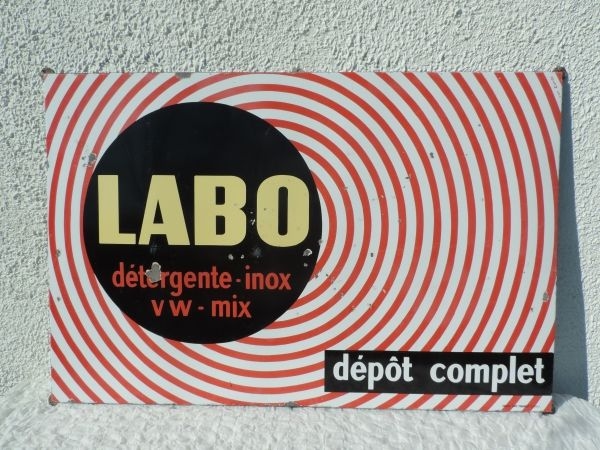 LABO
détergente - inox
vw - mix
dépôt complet